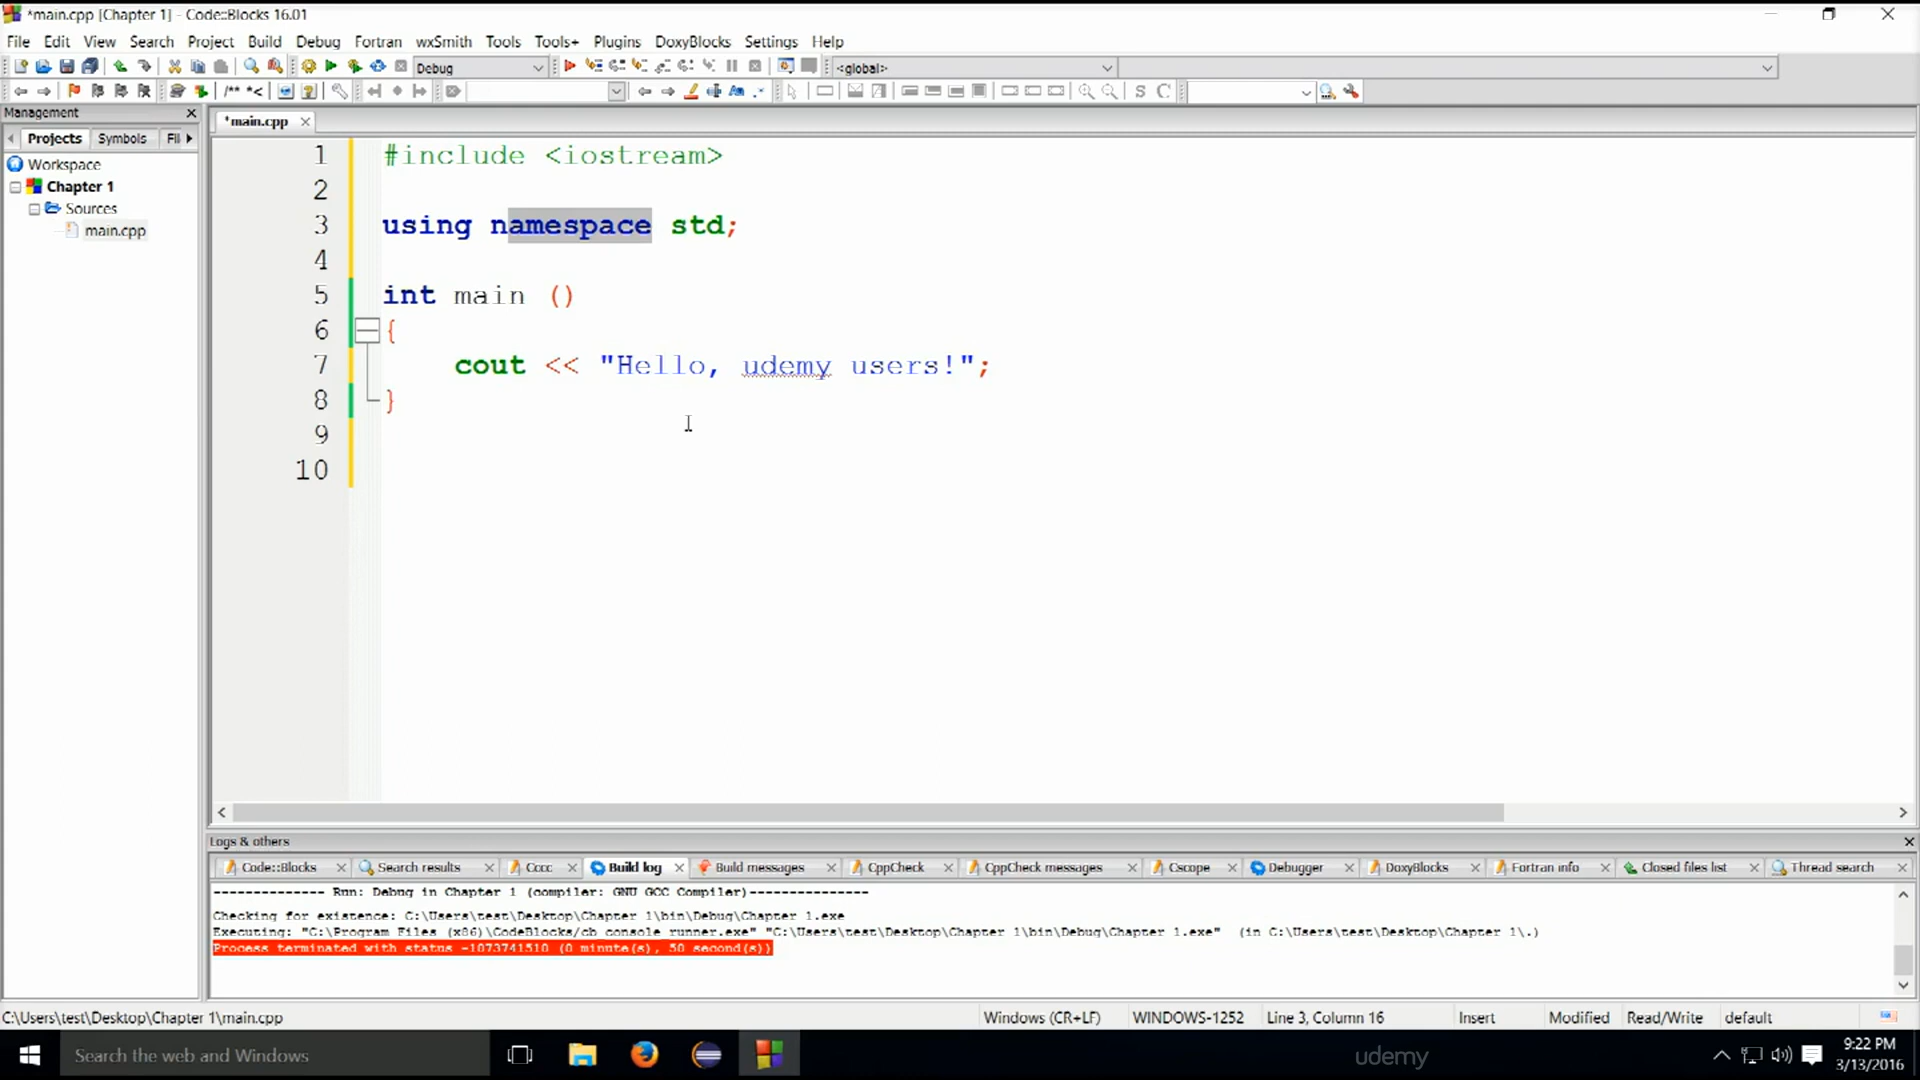 *main.cpp [Chapter 1] - Code::Blocks 16.01
File Edit View Search Project Build Debug Fortran wxSmith Tools Tools+ Plugins DoxyBlocks Settings Help
Debug <global>
/** *<
S C
Management
Projects Symbols Fil
*main.cpp
Workspace
Chapter 1
Sources
main.cpp
1 #include <iostream>
2
3 using namespace std;
4
5 int main ()
6 {
7 cout << "Hello, udemy users!";
8 }
9
10
Logs & others
Code::Blocks Search results Cccc Build log Build messages CppCheck CppCheck messages Cscope Debugger DoxyBlocks Fortran info Closed files list Thread search
-------------- Run: Debug in Chapter 1 (compiler: GNU GCC Compiler)---------------
Checking for existence: C:\Users\test\Desktop\Chapter 1\bin\Debug\Chapter 1.exe
Executing: "C:\Program Files (x86)\CodeBlocks/cb_console_runner.exe" "C:\Users\test\Desktop\Chapter 1\bin\Debug\Chapter 1.exe" (in C:\Users\test\Desktop\Chapter 1\.)
Process terminated with status -1073741510 (0 minute(s), 50 second(s))
C:\Users\test\Desktop\Chapter 1\main.cpp Windows (CR+LF) WINDOWS-1252 Line 3, Column 16 Insert Modified Read/Write default
Search the web and Windows
udemy
9:22 PM
3/13/2016